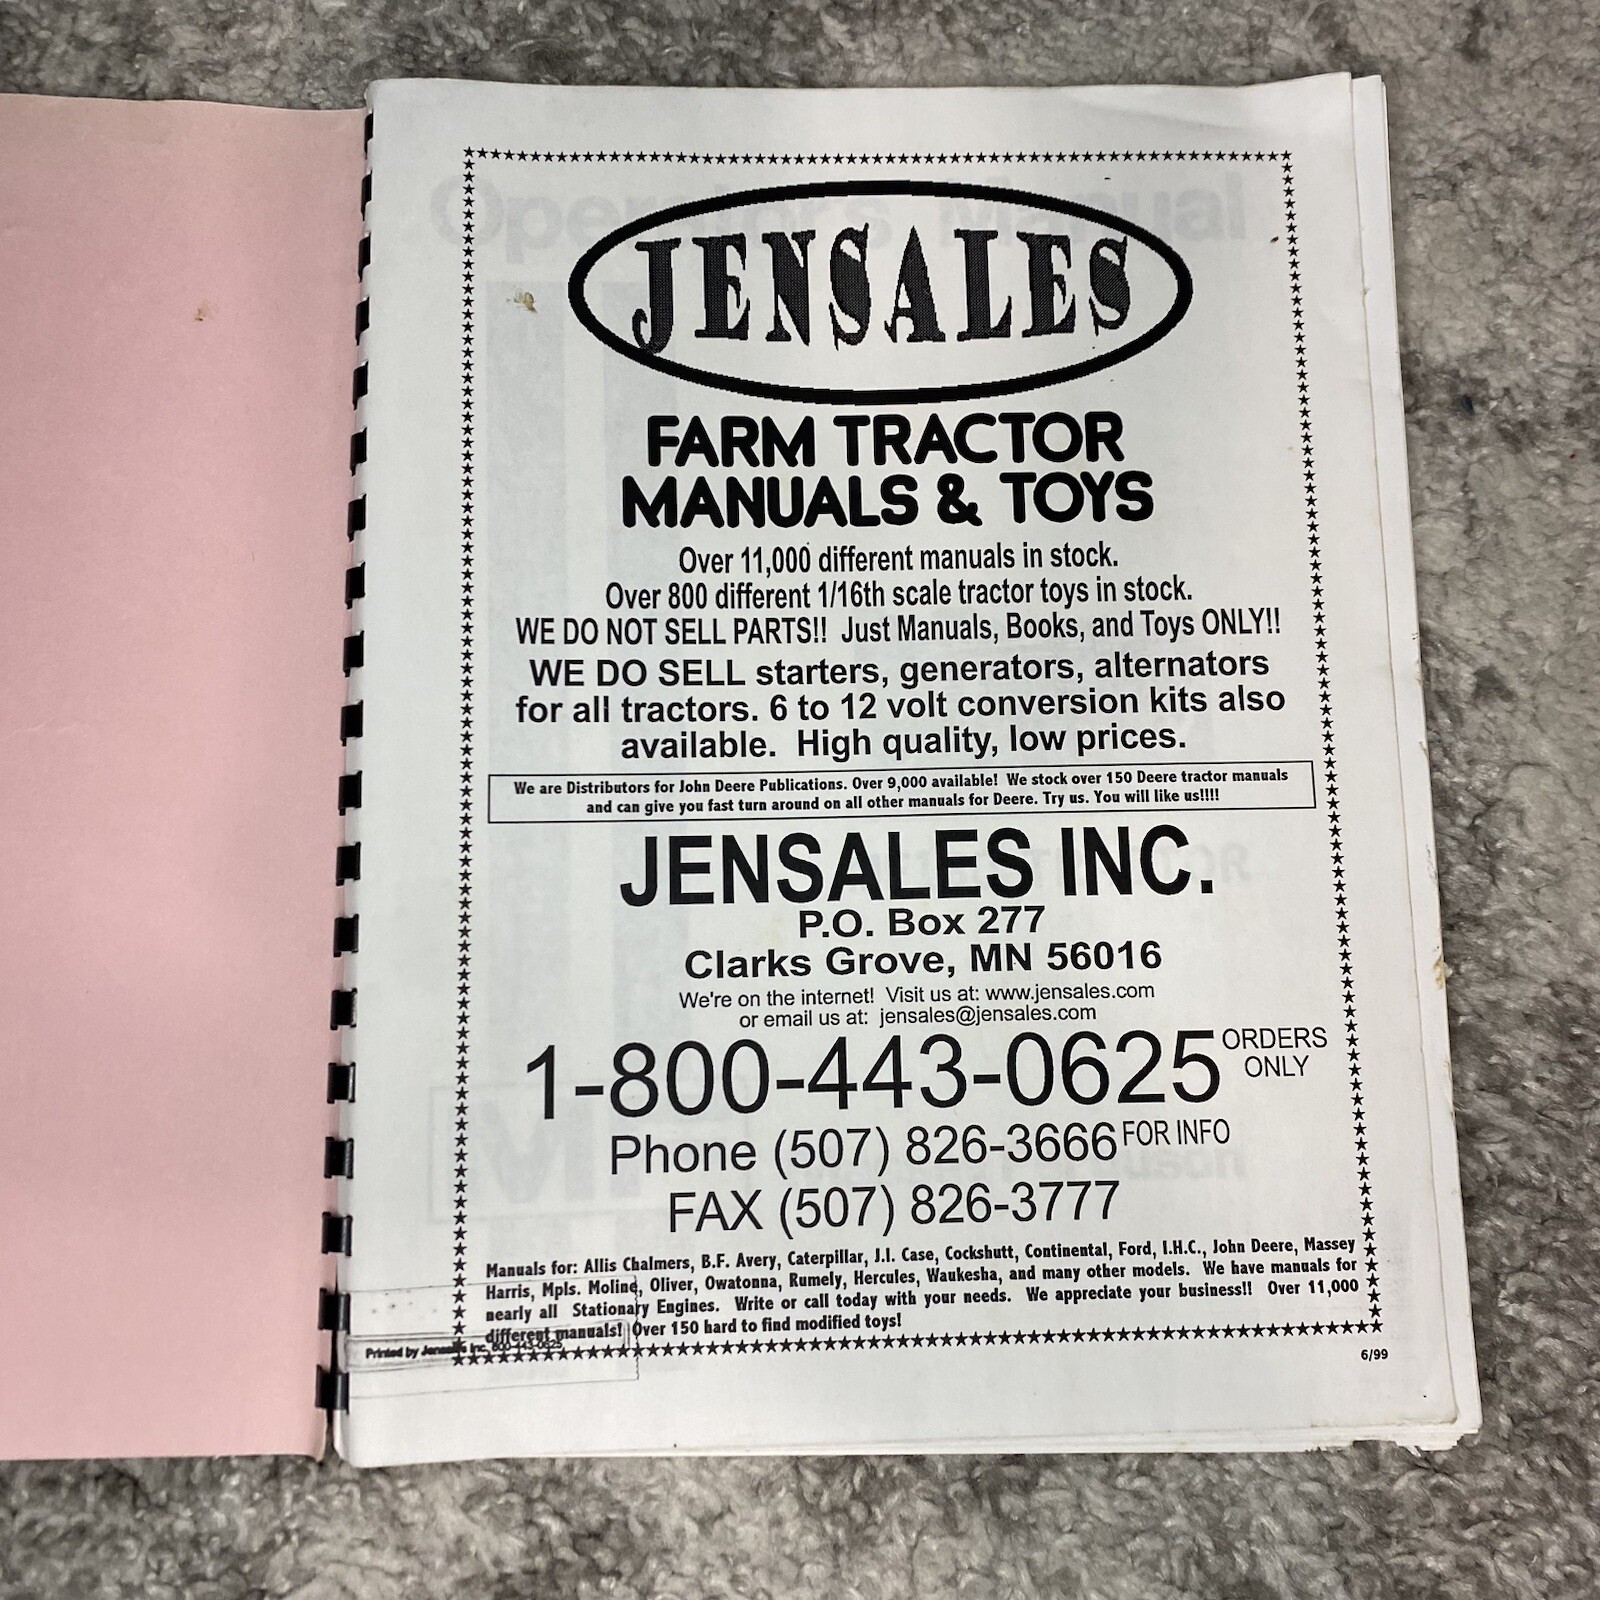 Operator's Manual
JENSALES
FARM TRACTOR
MANUALS & TOYS
Over 11,000 different manuals in stock.
Over 800 different 1/16th scale tractor toys in stock.
WE DO NOT SELL PARTS!! Just Manuals, Books, and Toys ONLY!!
WE DO SELL starters, generators, alternators
for all tractors. 6 to 12 volt conversion kits also
available. High quality, low prices.
We are Distributors for John Deere Publications. Over 9,000 available! We stock over 150 Deere tractor manuals
and can give you fast turn around on all other manuals for Deere. Try us. You will like us!!!!
JENSALES INC.
P.O. Box 277
Clarks Grove, MN 56016
We're on the internet! Visit us at: www.jensales.com
or email us at: jensales@jensales.com
1-800-443-0625 ORDERS
ONLY
Phone (507) 826-3666 FOR INFO
FAX (507) 826-3777
Manuals for: Allis Chalmers, B.F. Avery, Caterpillar, J.I. Case, Cockshutt, Continental, Ford, I.H.C., John Deere, Massey
Harris, Mpls. Moline, Oliver, Owatonna, Rumely, Hercules, Waukesha, and many other models. We have manuals for
nearly all Stationary Engines. Write or call today with your needs. We appreciate your business!! Over 11,000
different manuals! Over 150 hard to find modified toys!
Printed by Jensales Inc. 800-443-0625
6/99